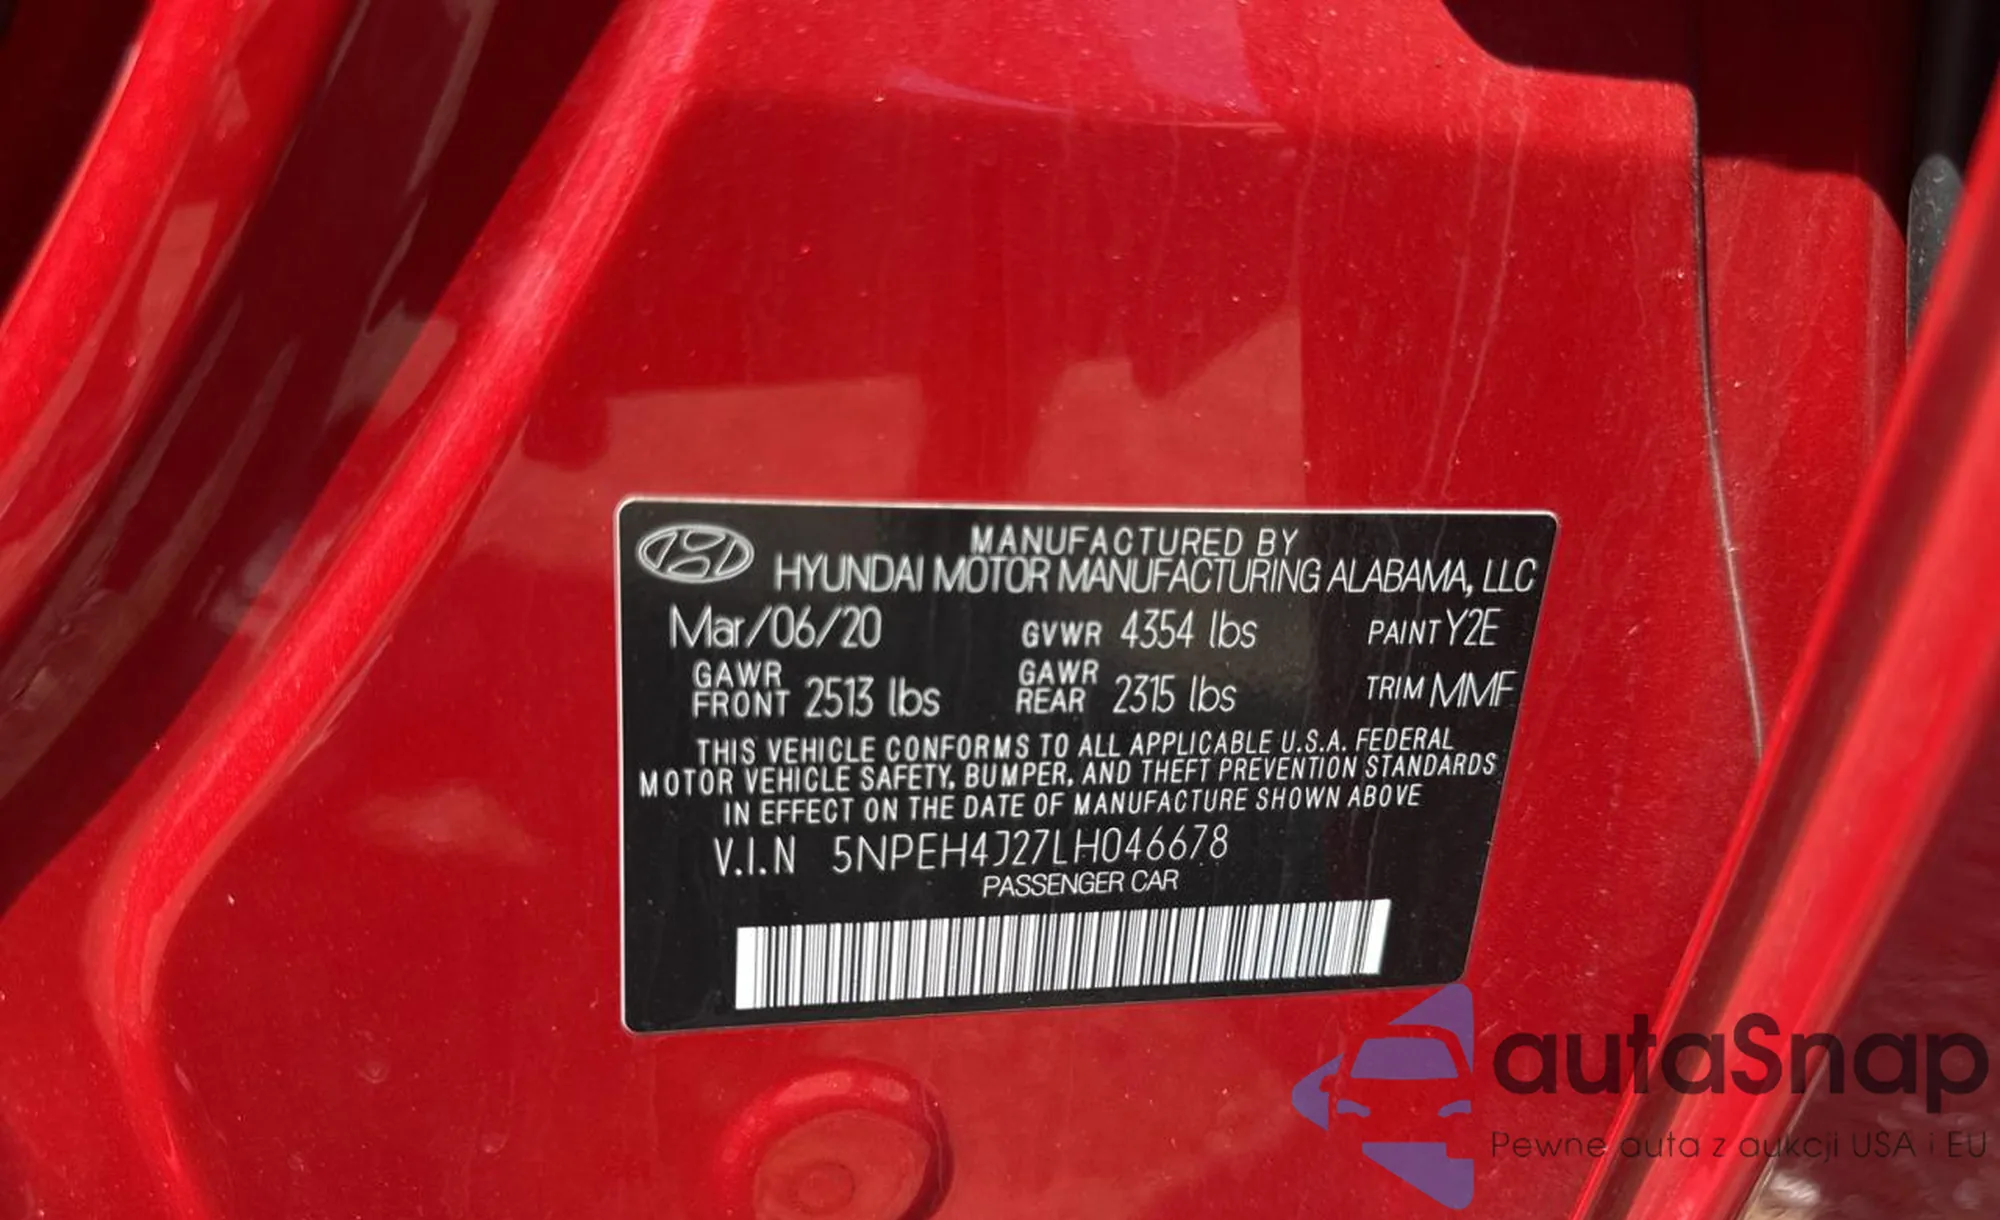 MANUFACTURED BY
HYUNDAI MOTOR MANUFACTURING ALABAMA, LLC
Mar/06/20 GVWR 4354 lbs PAINT Y2E
GAWR FRONT 2513 lbs GAWR REAR 2315 lbs TRIM MMF
THIS VEHICLE CONFORMS TO ALL APPLICABLE U.S.A. FEDERAL
MOTOR VEHICLE SAFETY, BUMPER, AND THEFT PREVENTION STANDARDS
IN EFFECT ON THE DATE OF MANUFACTURE SHOWN ABOVE
V.I.N 5NPEH4J27LH046678
PASSENGER CAR
autaSnap
Pewne auta z aukcji USA i EU